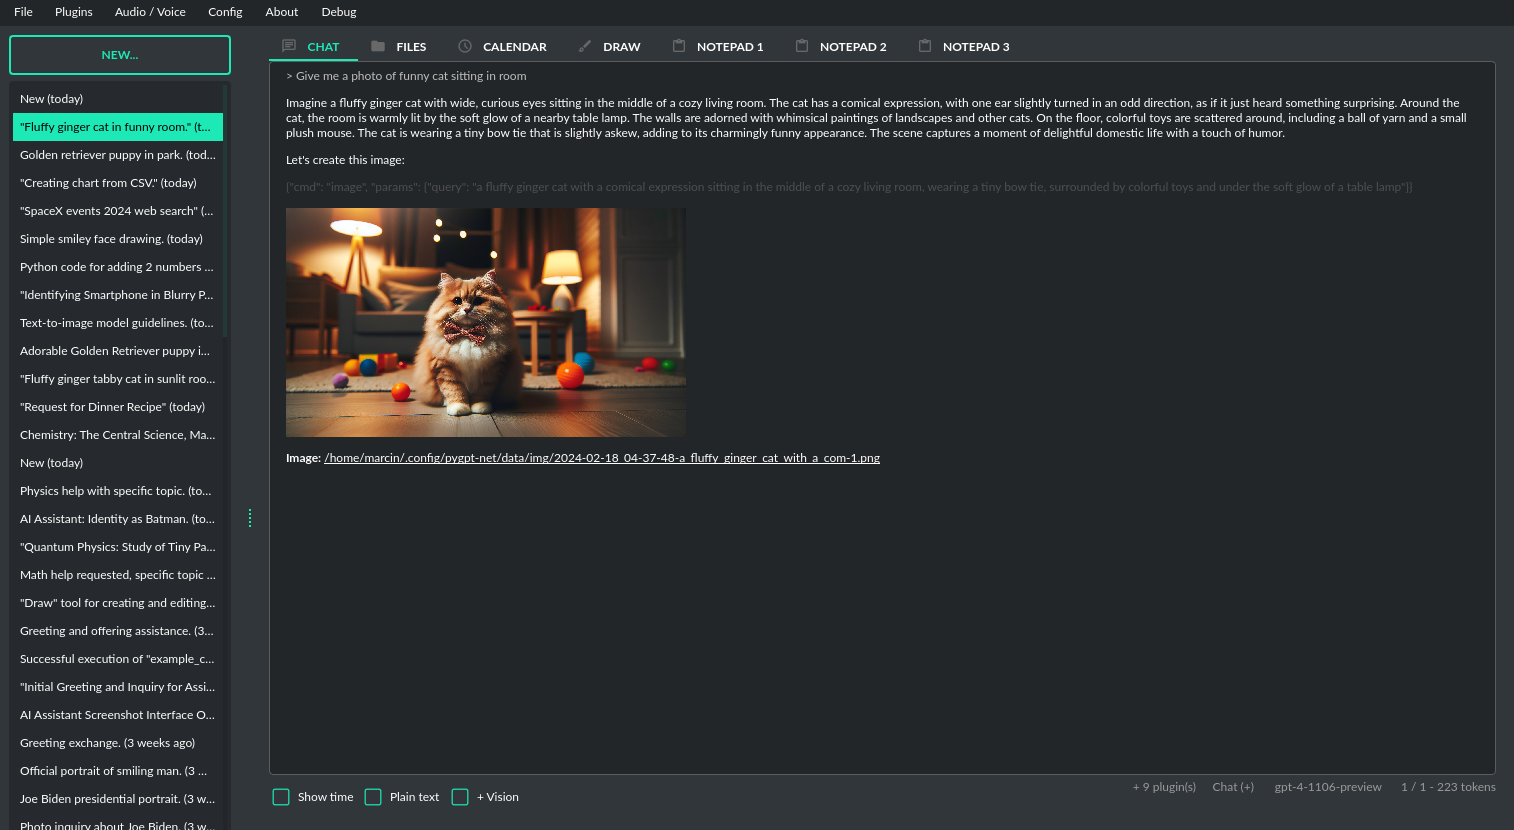 File Plugins Audio / Voice Config About Debug
NEW...
New (today)
"Fluffy ginger cat in funny room." (t...
Golden retriever puppy in park. (tod...
"Creating chart from CSV." (today)
"SpaceX events 2024 web search" (...
Simple smiley face drawing. (today)
Python code for adding 2 numbers ...
"Identifying Smartphone in Blurry P...
Text-to-image model guidelines. (to...
Adorable Golden Retriever puppy i...
"Fluffy ginger tabby cat in sunlit roo...
"Request for Dinner Recipe" (today)
Chemistry: The Central Science, Ma...
New (today)
Physics help with specific topic. (to...
AI Assistant: Identity as Batman. (to...
"Quantum Physics: Study of Tiny Pa...
Math help requested, specific topic ...
"Draw" tool for creating and editing...
Greeting and offering assistance. (3...
Successful execution of "example_c...
"Initial Greeting and Inquiry for Assi...
AI Assistant Screenshot Interface O...
Greeting exchange. (3 weeks ago)
Official portrait of smiling man. (3 ...
Joe Biden presidential portrait. (3 w...
Photo inquiry about Joe Biden. (3 w...
CHAT FILES CALENDAR DRAW NOTEPAD 1 NOTEPAD 2 NOTEPAD 3
> Give me a photo of funny cat sitting in room
Imagine a fluffy ginger cat with wide, curious eyes sitting in the middle of a cozy living room. The cat has a comical expression, with one ear slightly turned in an odd direction, as if it just heard something surprising. Around the
cat, the room is warmly lit by the soft glow of a nearby table lamp. The walls are adorned with whimsical paintings of landscapes and other cats. On the floor, colorful toys are scattered around, including a ball of yarn and a small
plush mouse. The cat is wearing a tiny bow tie that is slightly askew, adding to its charmingly funny appearance. The scene captures a moment of delightful domestic life with a touch of humor.
Let's create this image:
{"cmd": "image", "params": {"query": "a fluffy ginger cat with a comical expression sitting in the middle of a cozy living room, wearing a tiny bow tie, surrounded by colorful toys and under the soft glow of a table lamp"}}
Image: /home/marcin/.config/pygpt-net/data/img/2024-02-18_04-37-48-a_fluffy_ginger_cat_with_a_com-1.png
Show time Plain text + Vision
+ 9 plugin(s) Chat (+) gpt-4-1106-preview 1 / 1 - 223 tokens